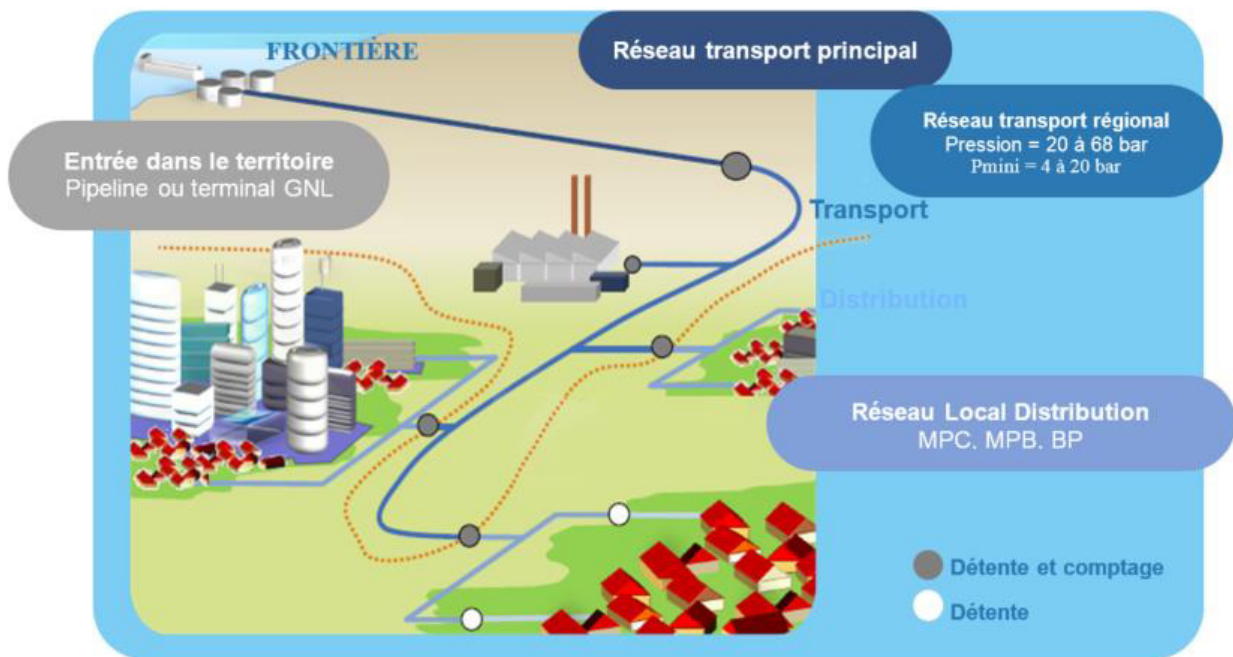 FRONTIÈRE
Réseau transport principal
Réseau transport régional
Pression = 20 à 68 bar
Pmini = 4 à 20 bar
Entrée dans le territoire
Pipeline ou terminal GNL
Transport
Distribution
Réseau Local Distribution
MPC. MPB. BP
Détente et comptage
Détente